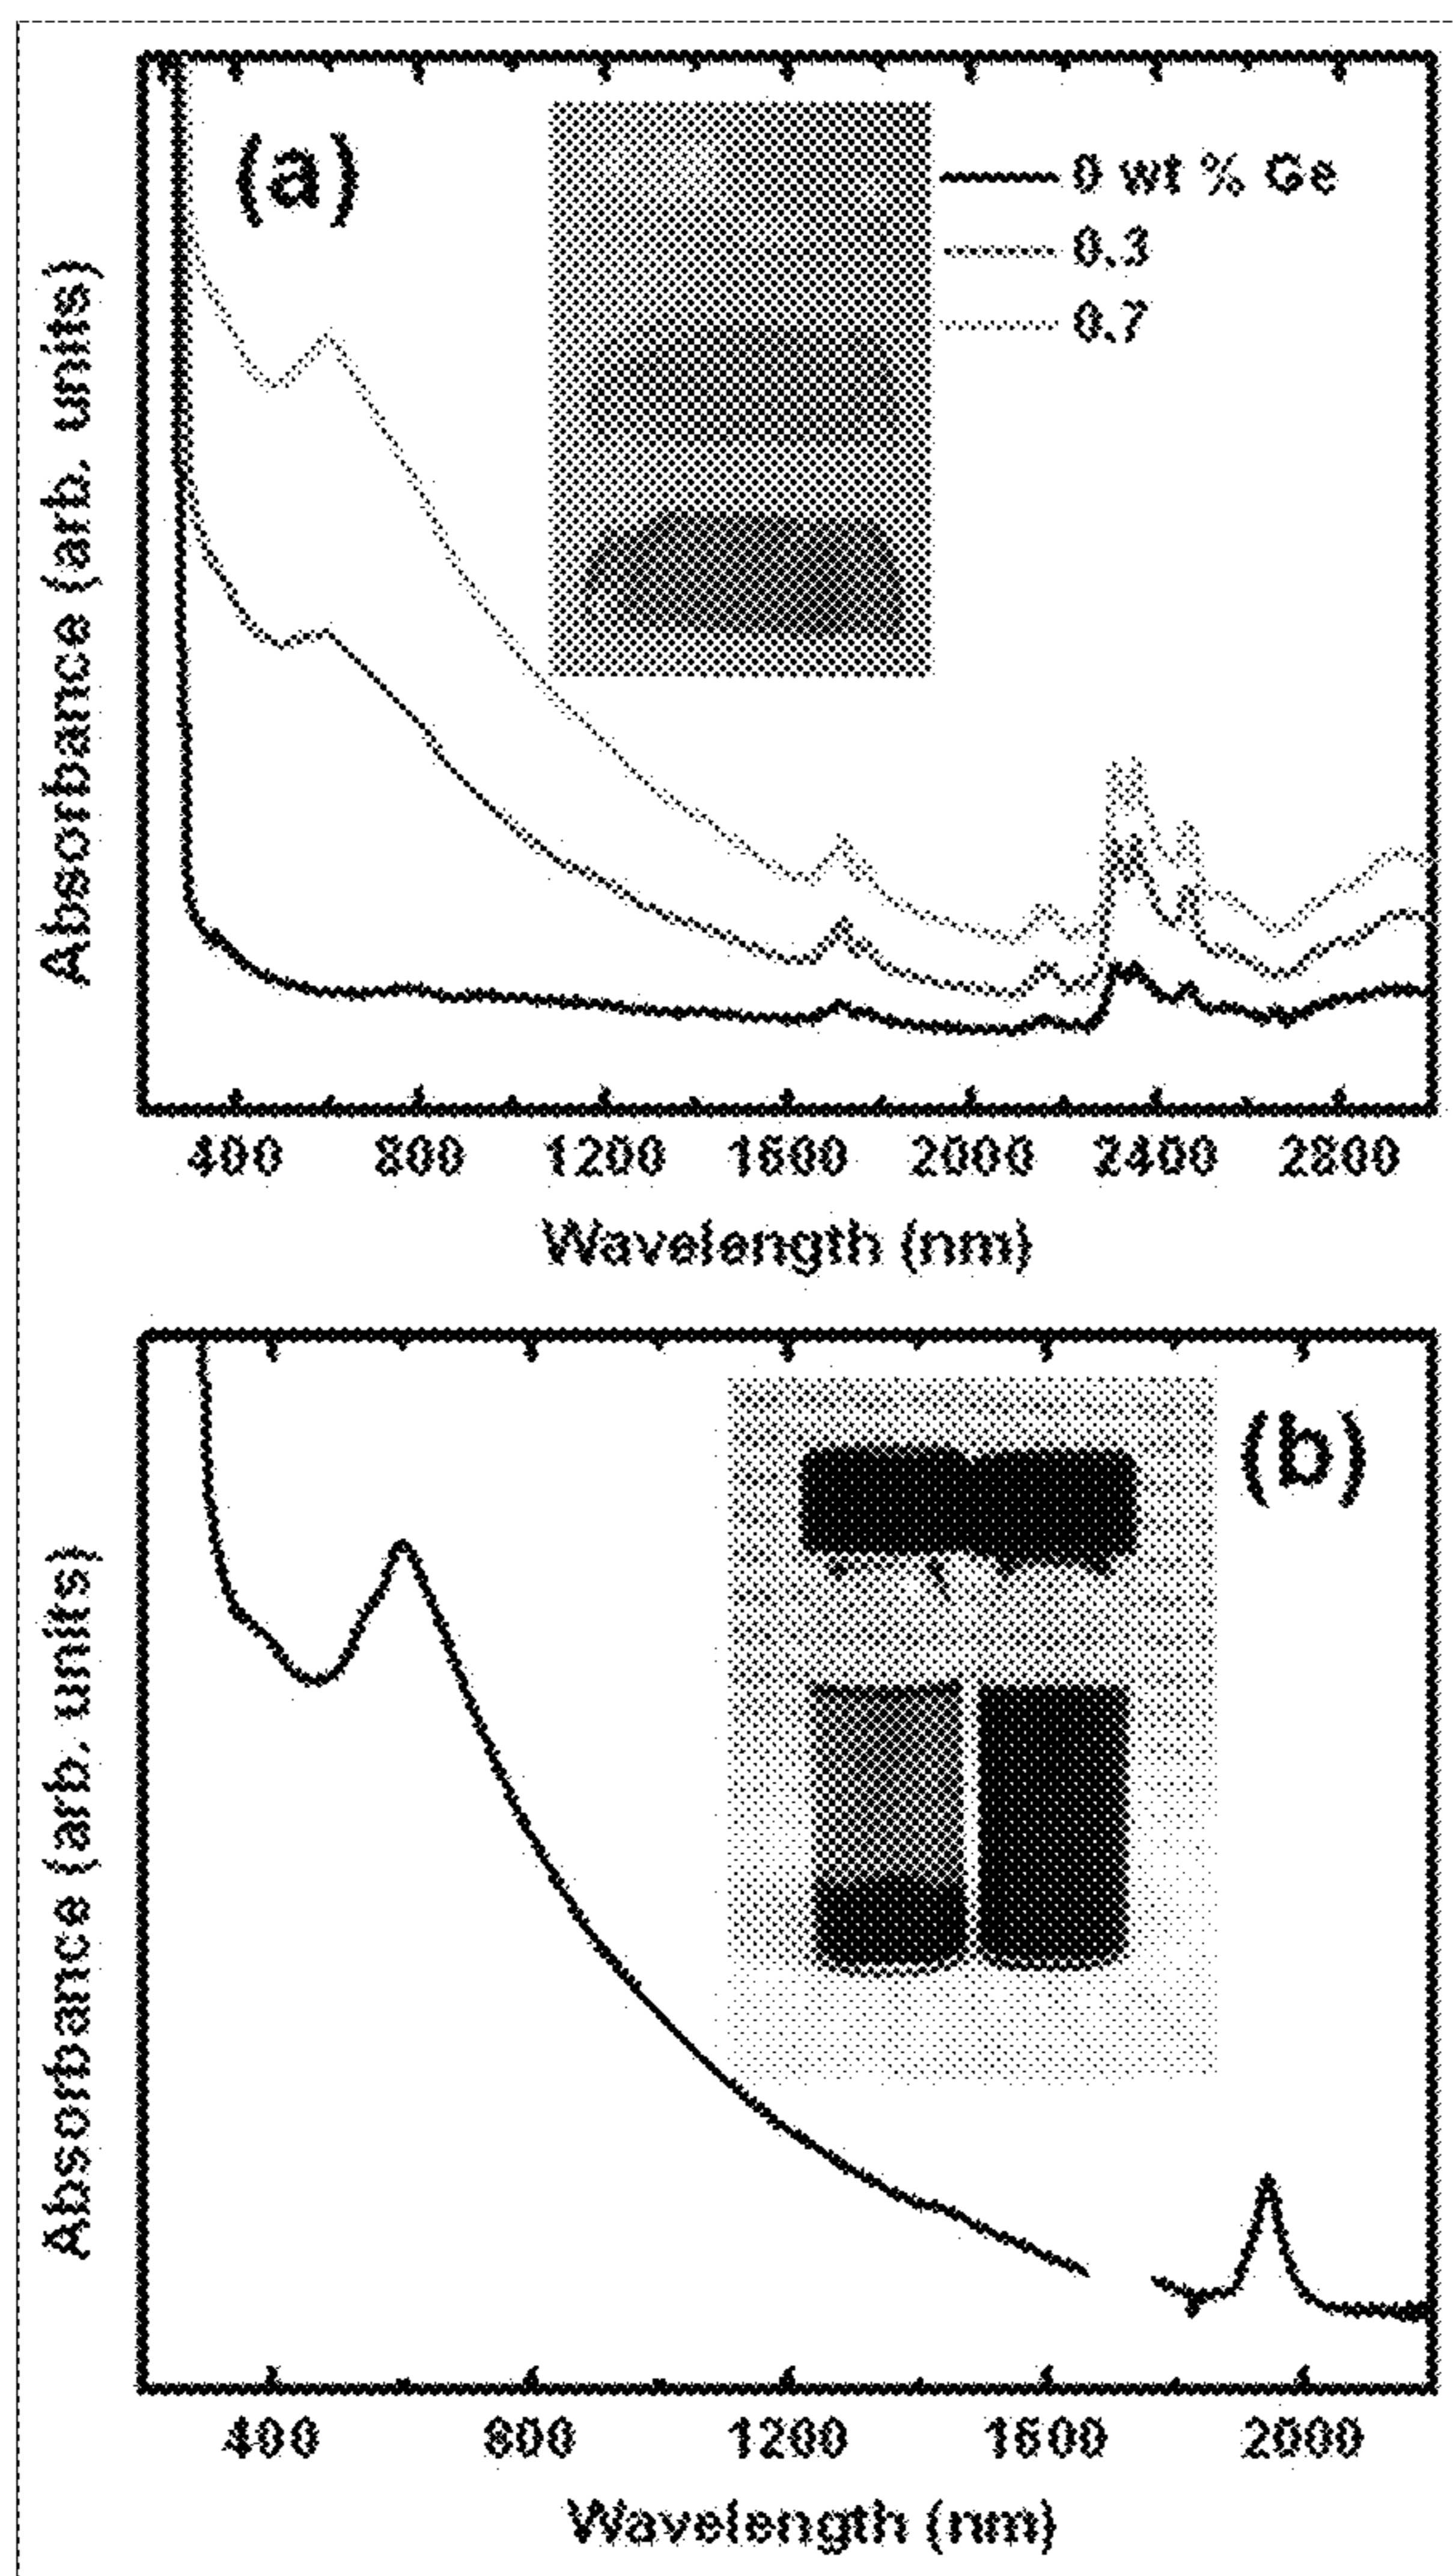 (a)
0 wt % Ge
0.3
0.7
Absorbance (arb. units)
400 800 1200 1600 2000 2400 2800
Wavelength (nm)
(b)
Absorbance (arb. units)
400 800 1200 1600 2000
Wavelength (nm)